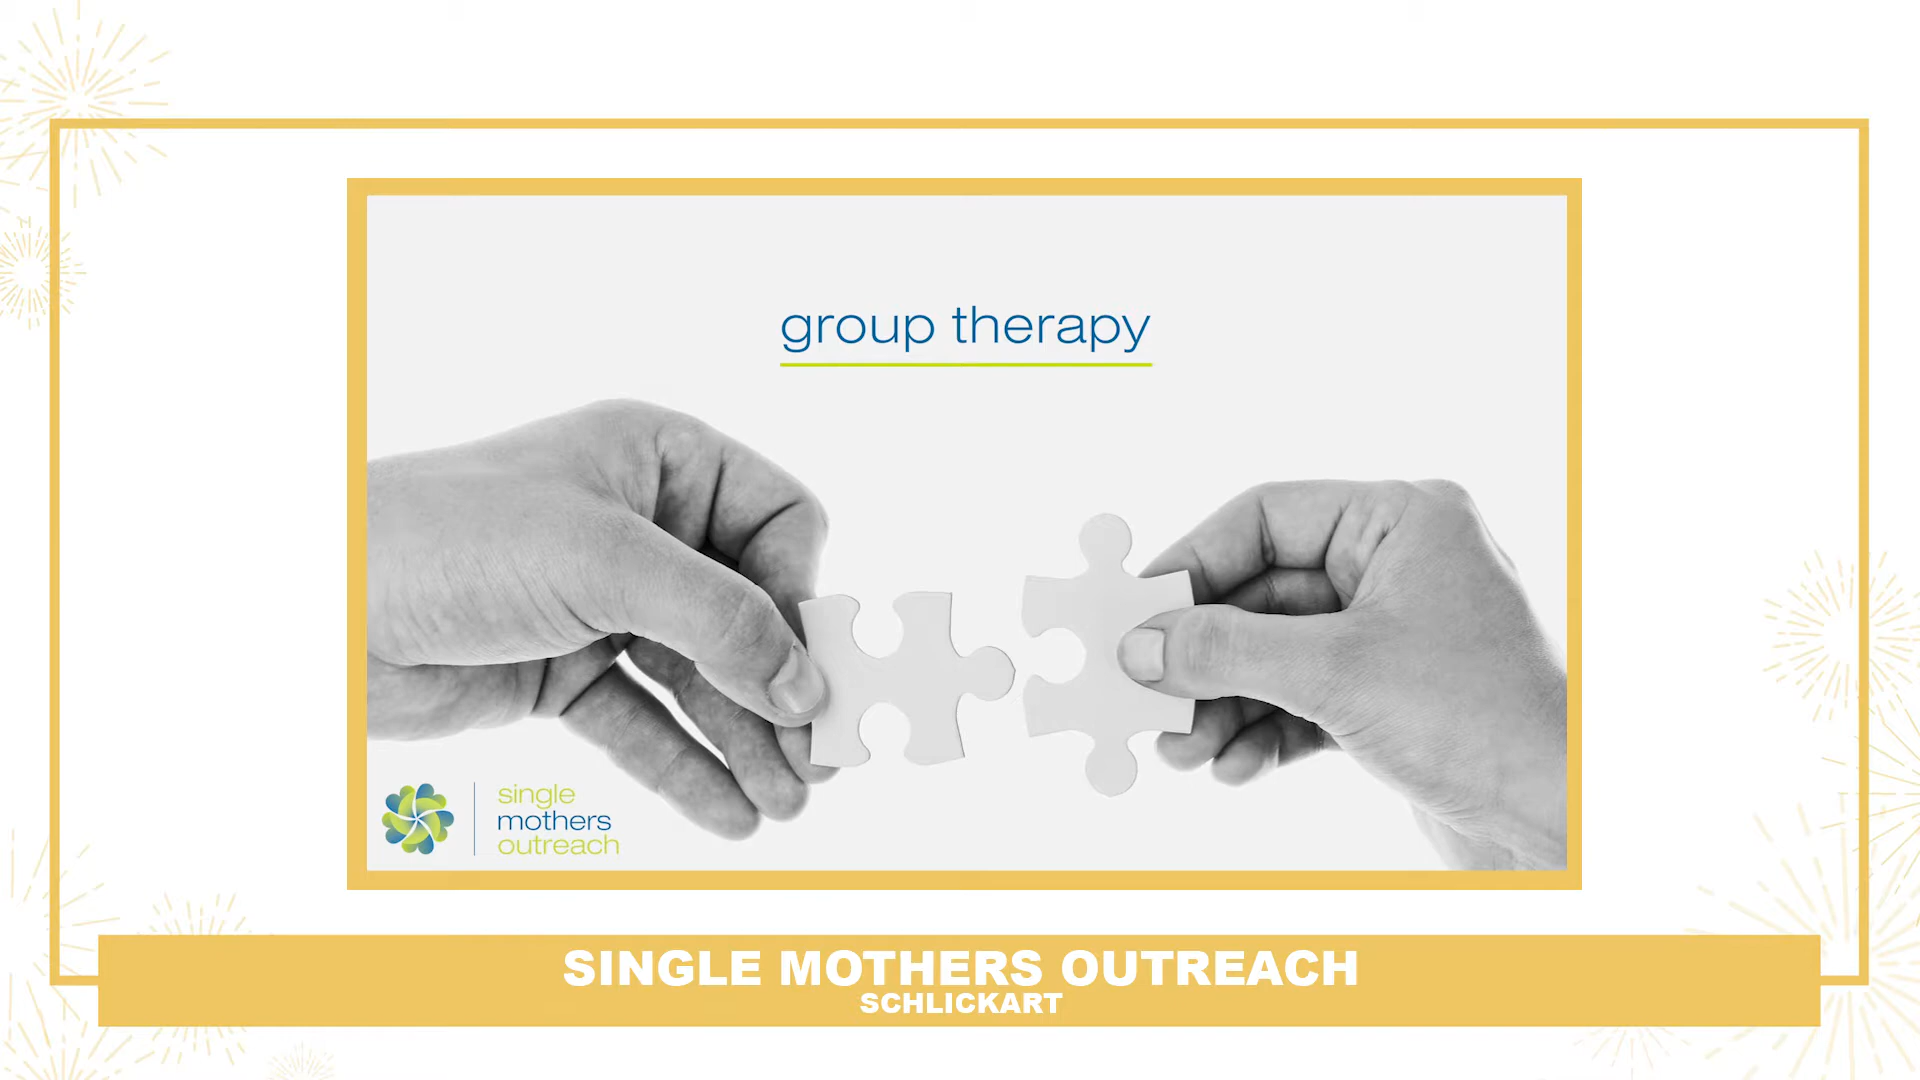 group therapy
single
mothers
outreach
SINGLE MOTHERS OUTREACH
SCHLICKART